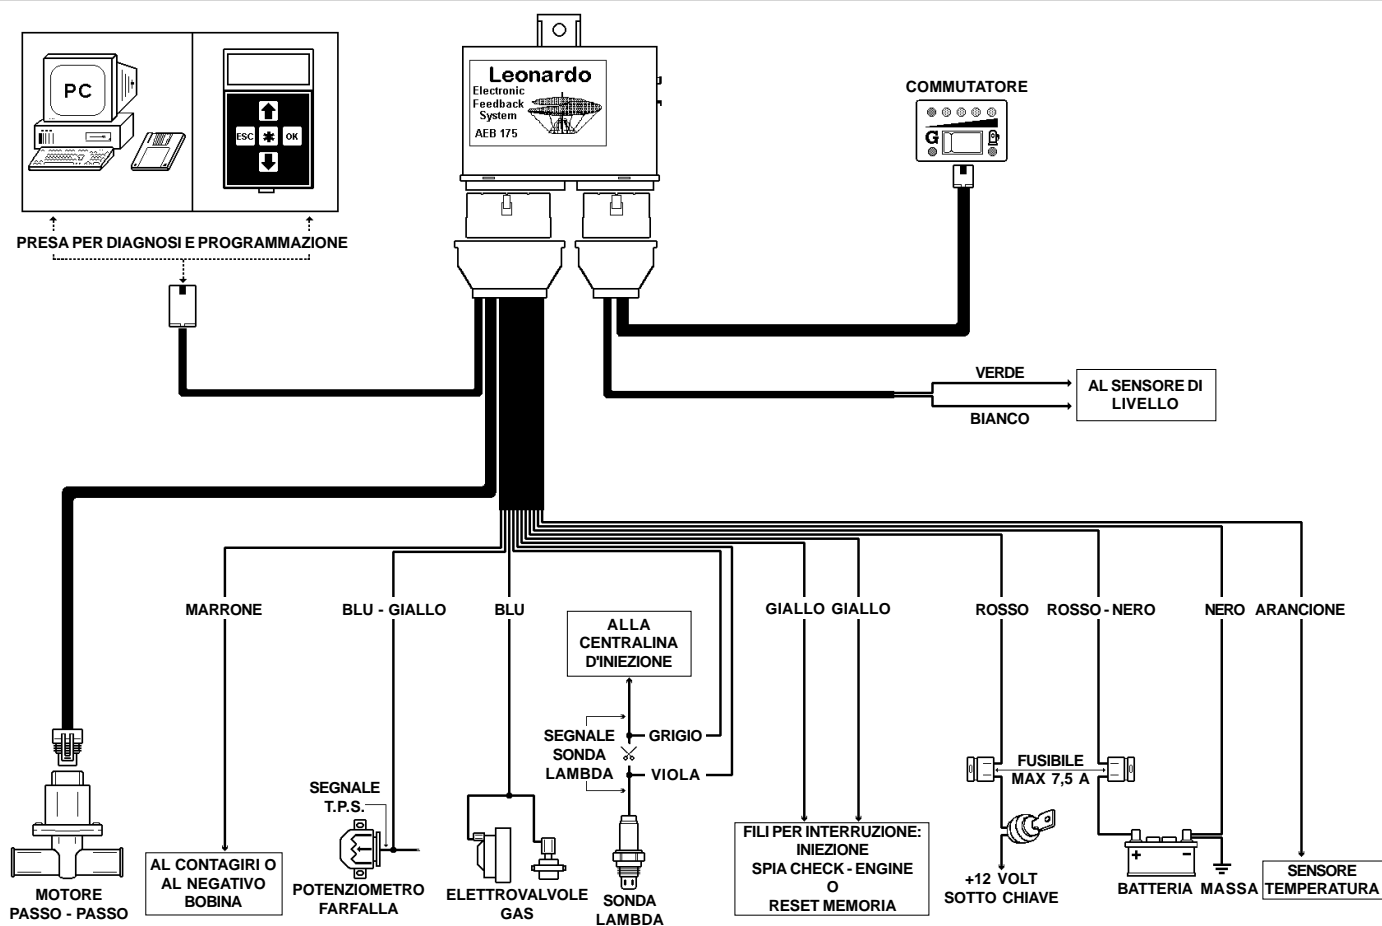 PC
ESC
OK
PRESA PER DIAGNOSI E PROGRAMMAZIONE
Leonardo
Electronic
Feedback
System
AEB 175
COMMUTATORE
G
VERDE
BIANCO
AL SENSORE DI
LIVELLO
MARRONE
BLU - GIALLO
BLU
GIALLO
GIALLO
ROSSO
ROSSO - NERO
NERO
ARANCIONE
ALLA
CENTRALINA
D'INIEZIONE
SEGNALE
SONDA
LAMBDA
GRIGIO
VIOLA
SEGNALE
T.P.S.
FUSIBILE
MAX 7,5 A
MOTORE
PASSO - PASSO
AL CONTAGIRI O
AL NEGATIVO
BOBINA
POTENZIOMETRO
FARFALLA
ELETTROVALVOLE
GAS
SONDA
LAMBDA
FILI PER INTERRUZIONE:
INIEZIONE
SPIA CHECK - ENGINE
O
RESET MEMORIA
+12 VOLT
SOTTO CHIAVE
+ -
BATTERIA
MASSA
SENSORE
TEMPERATURA